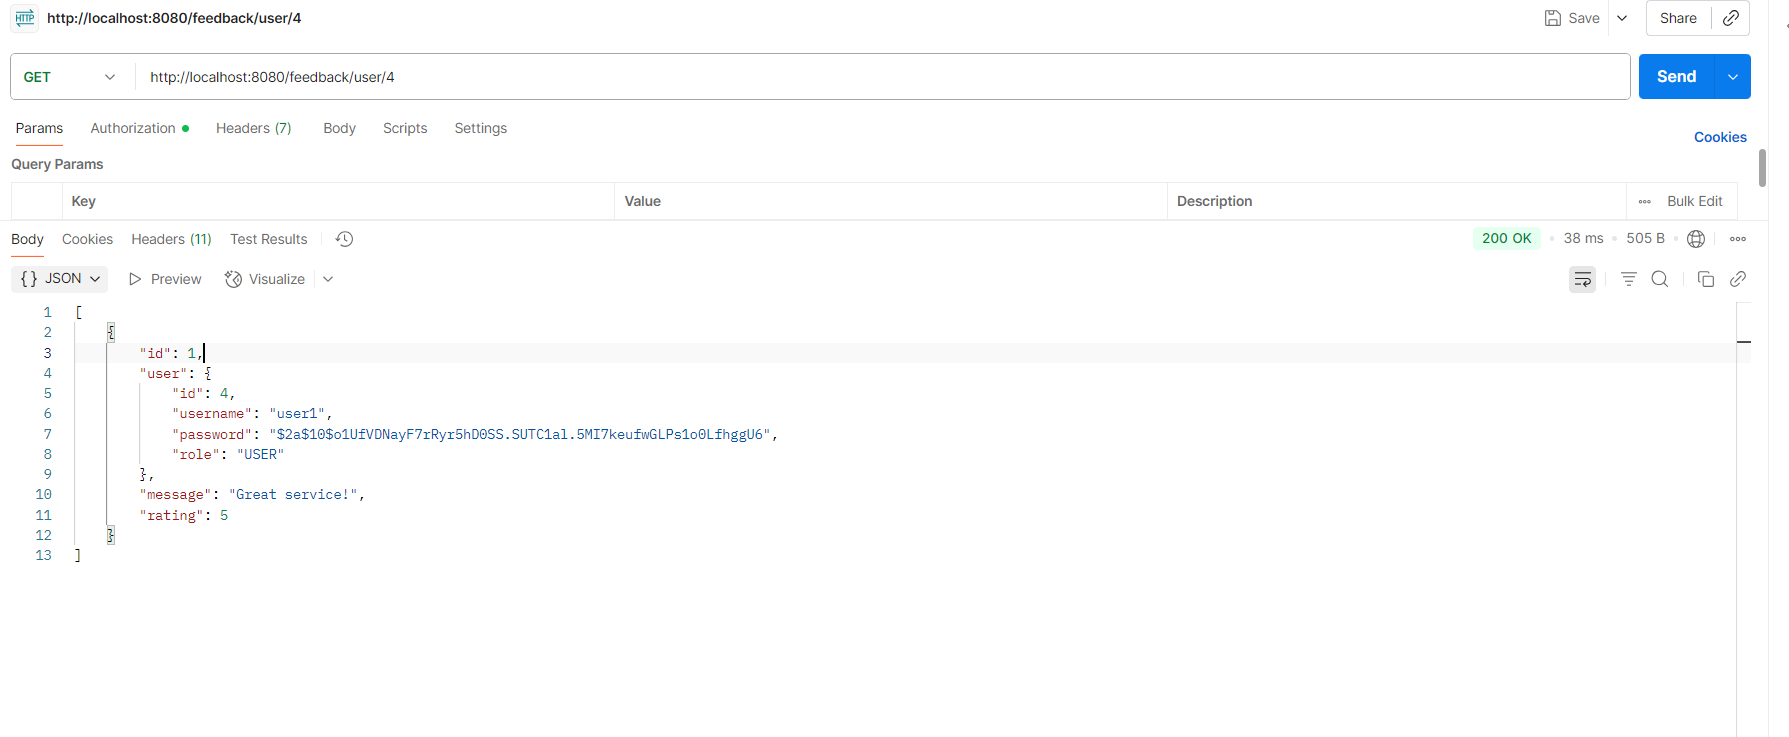 HTTP http://localhost:8080/feedback/user/4 Save Share
GET http://localhost:8080/feedback/user/4 Send
Params Authorization Headers (7) Body Scripts Settings Cookies
Query Params
Key Value Description Bulk Edit
Body Cookies Headers (11) Test Results 200 OK 38 ms 505 B
{} JSON Preview Visualize
1 [
2 {
3 "id": 1,
4 "user": {
5 "id": 4,
6 "username": "user1",
7 "password": "$2a$10$o1UfVDNayF7rRyr5hD0SS.SUTC1al.5MI7keufwGLPs1o0LfhggU6",
8 "role": "USER"
9 },
10 "message": "Great service!",
11 "rating": 5
12 }
13 ]